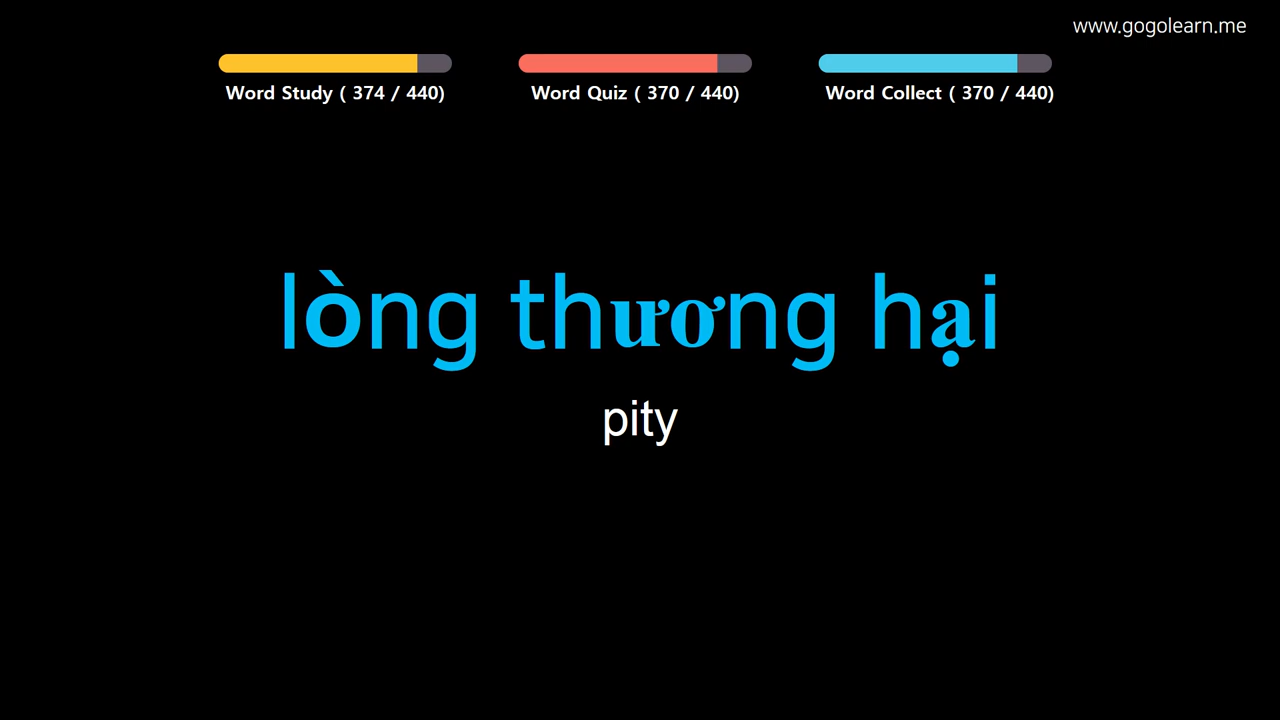 www.gogolearn.me
Word Study ( 374 / 440)
Word Quiz ( 370 / 440)
Word Collect ( 370 / 440)
lòng thương hại
pity